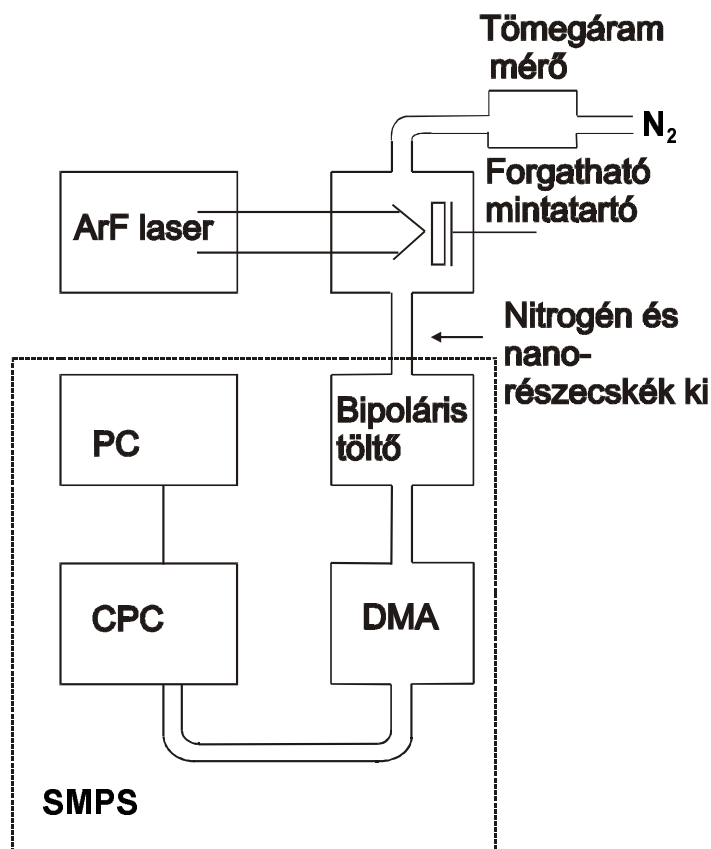 Tömegáram
mérő
N₂
Forgatható
mintatartó
ArF laser
Nitrogén és
nano-
részecskék ki
PC
Bipoláris
töltő
CPC
DMA
SMPS